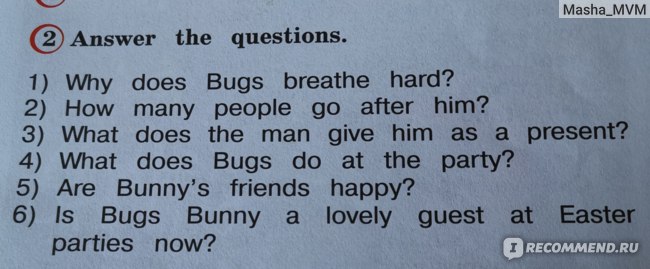 Masha_MVM
2 Answer the questions.
1) Why does Bugs breathe hard?
2) How many people go after him?
3) What does the man give him as a present?
4) What does Bugs do at the party?
5) Are Bunny's friends happy?
6) Is Bugs Bunny a lovely guest at Easter
parties now?
I RECOMMEND.RU